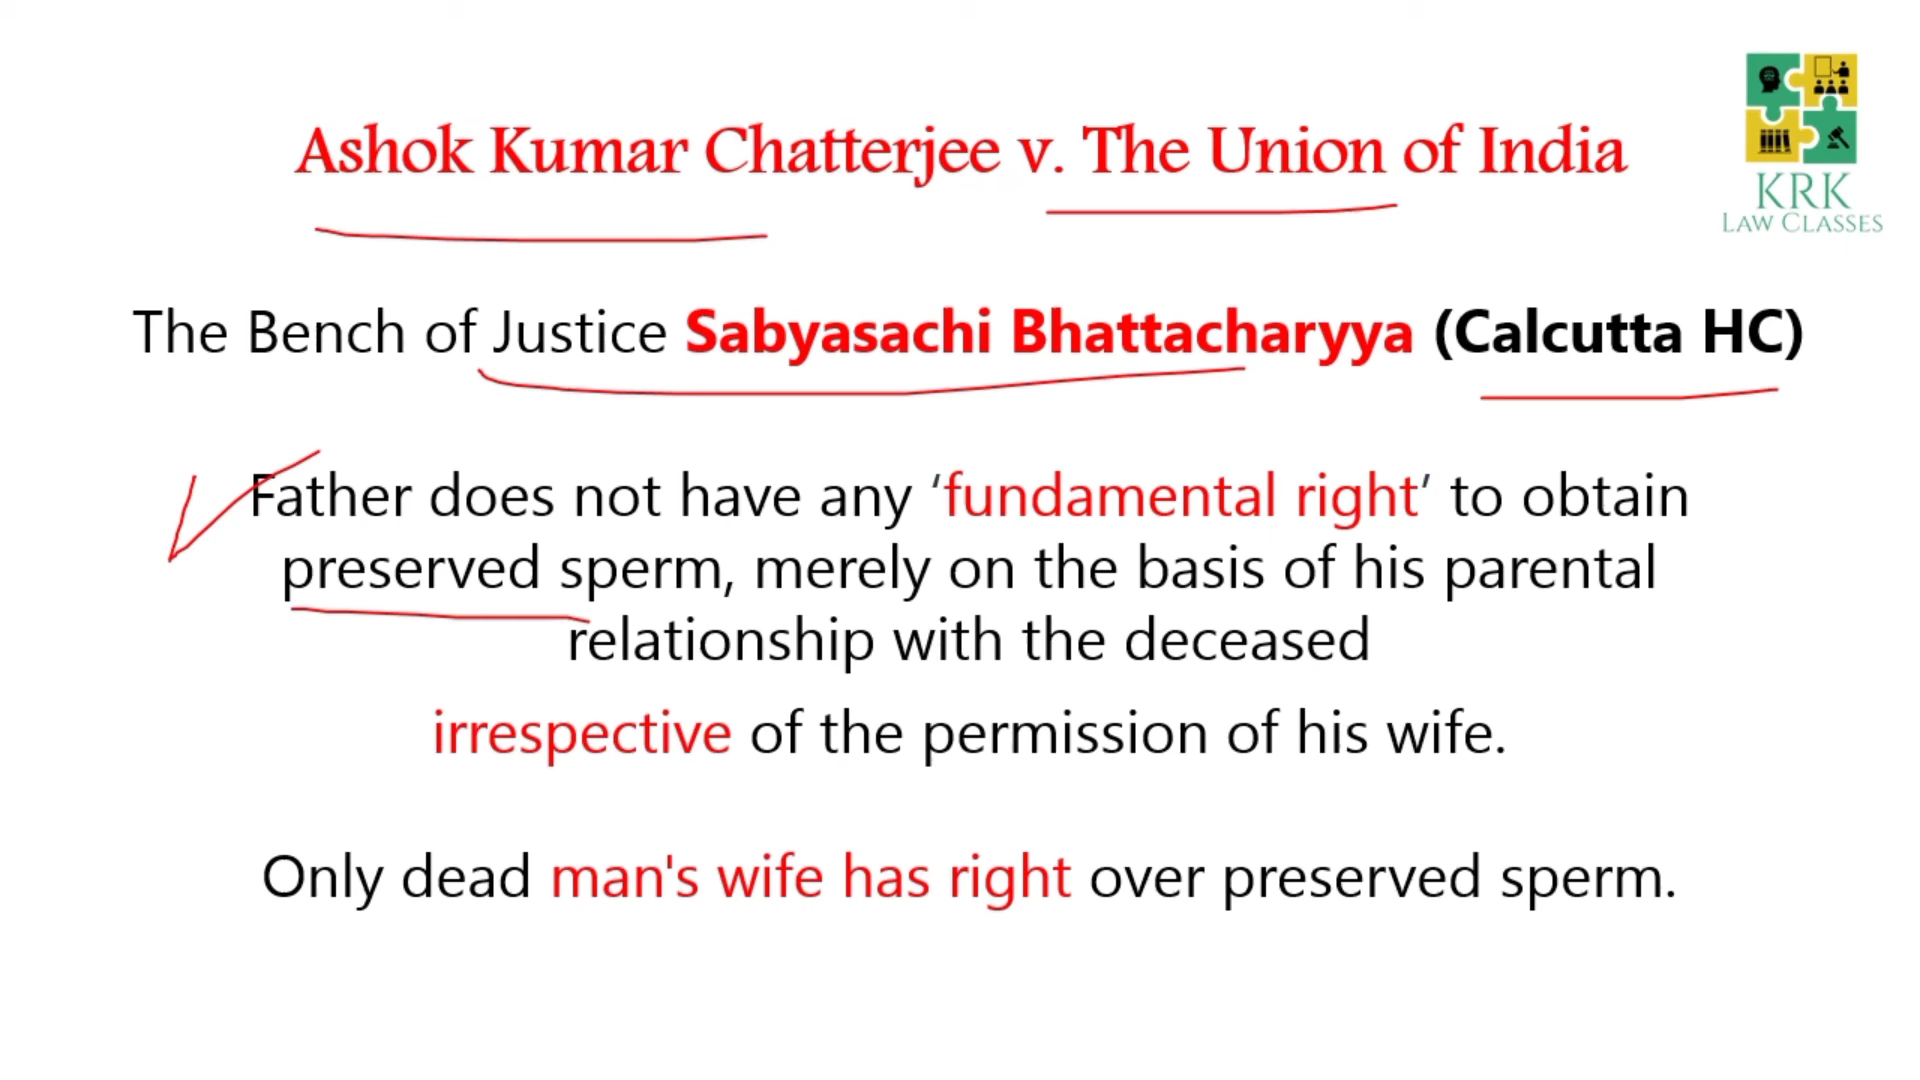 Ashok Kumar Chatterjee v. The Union of India
KRK
LAW CLASSES
The Bench of Justice Sabyasachi Bhattacharyya (Calcutta HC)
Father does not have any ‘fundamental right’ to obtain
preserved sperm, merely on the basis of his parental
relationship with the deceased
irrespective of the permission of his wife.
Only dead man's wife has right over preserved sperm.